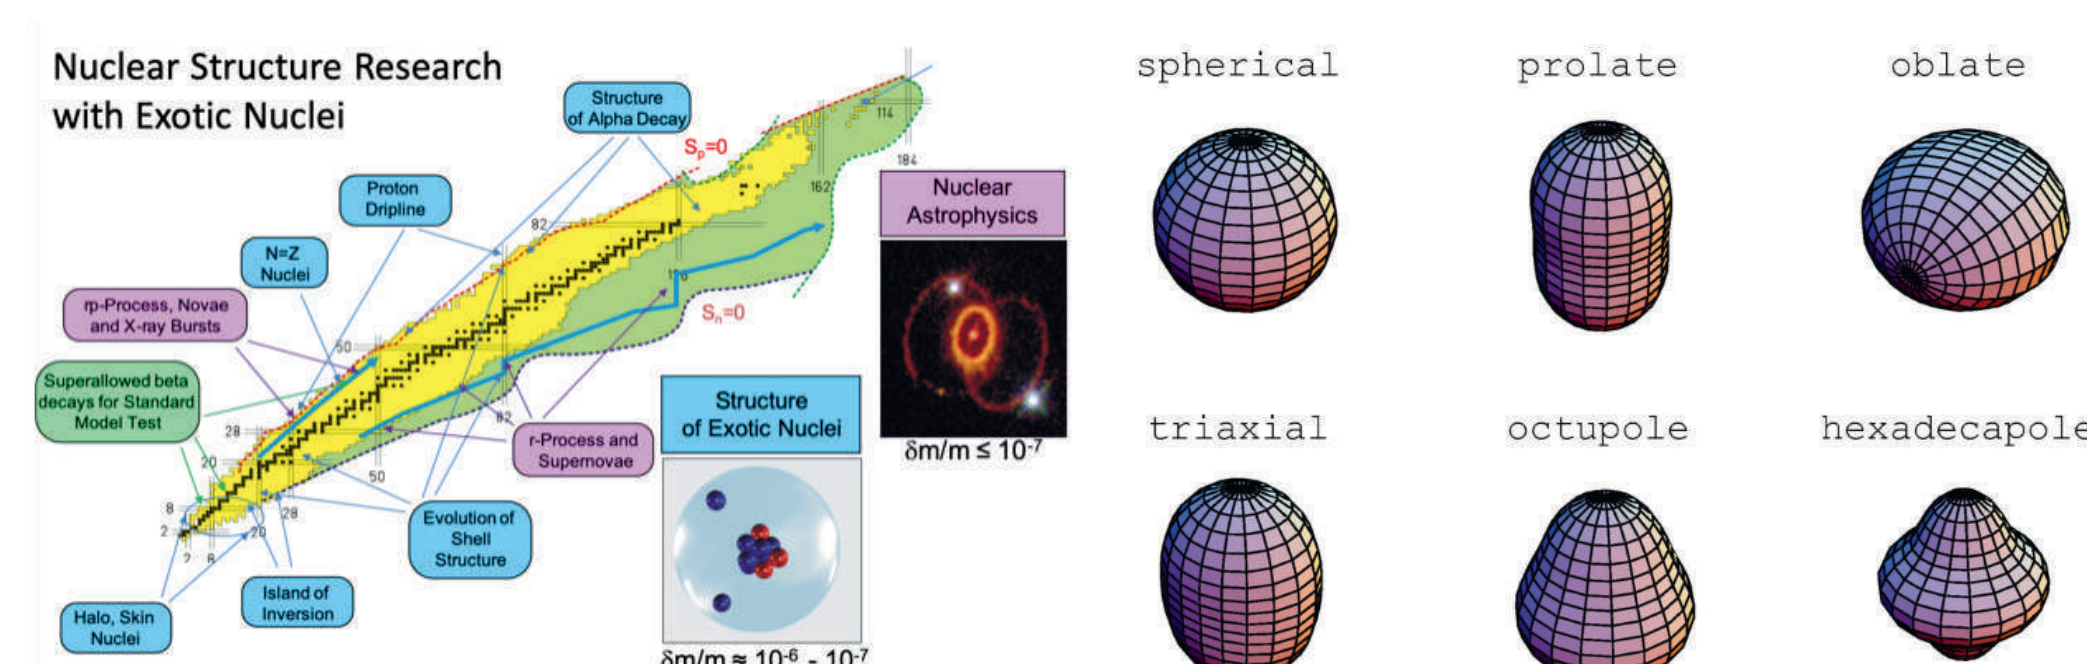 Nuclear Structure Research
with Exotic Nuclei
Structure
of Alpha Decay
Sp=0
114
184
162
Proton
Dripline
82
N=Z
Nuclei
rp-Process, Novae
and X-ray Bursts
50
Sn=0
Superallowed beta
decays for Standard
Model Test
28
20
8
2
2
8
20
28
50
82
r-Process and
Supernovae
Evolution of
Shell
Structure
Island of
Inversion
Halo, Skin
Nuclei
Structure
of Exotic Nuclei
δm/m ≈ 10-6 - 10-7
Nuclear
Astrophysics
δm/m ≤ 10-7
spherical
prolate
oblate
triaxial
octupole
hexadecapole